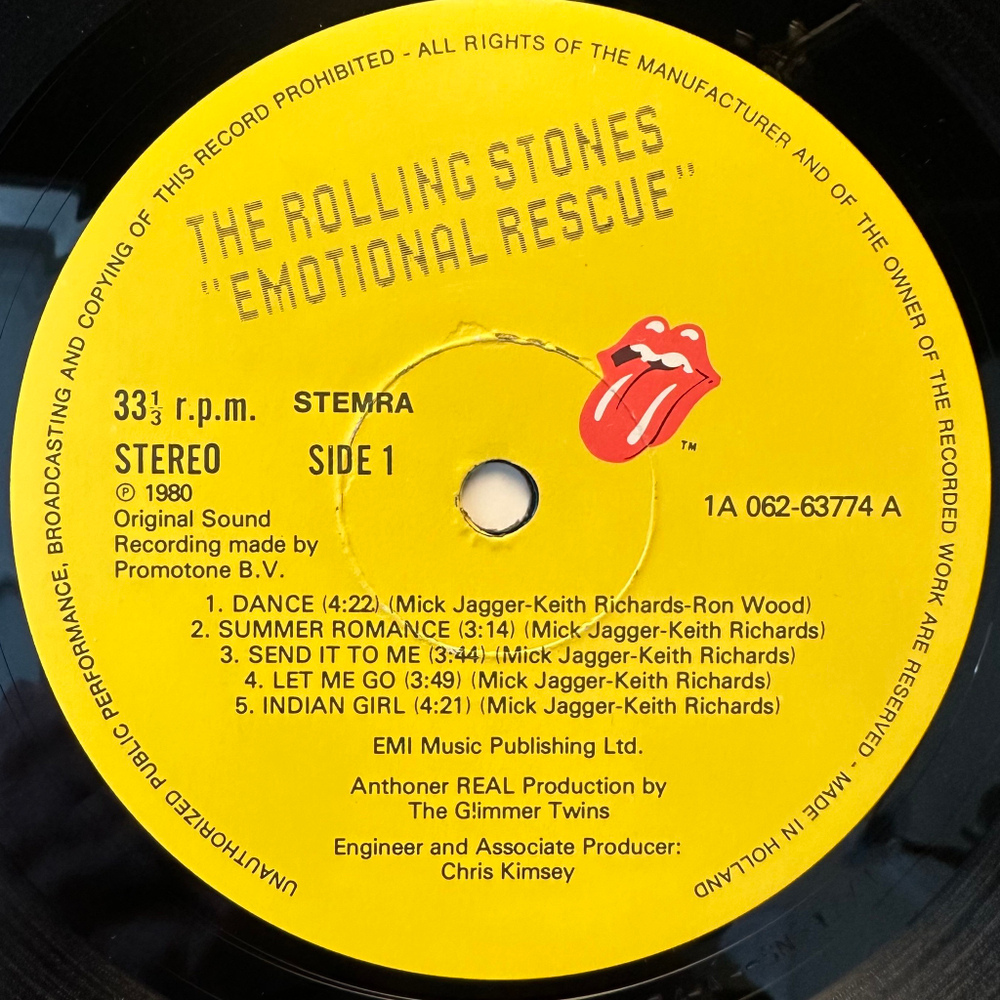 UNAUTHORIZED PUBLIC PERFORMANCE, BROADCASTING AND COPYING OF THIS RECORD PROHIBITED - ALL RIGHTS OF THE MANUFACTURER AND OF THE OWNER OF THE RECORDED WORK ARE RESERVED - MADE IN HOLLAND
THE ROLLING STONES
"EMOTIONAL RESCUE"
TM
33⅓ r.p.m. STEMRA
STEREO SIDE 1
℗ 1980
Original Sound
Recording made by
Promotone B.V.
1A 062-63774 A
1. DANCE (4:22) (Mick Jagger-Keith Richards-Ron Wood)
2. SUMMER ROMANCE (3:14) (Mick Jagger-Keith Richards)
3. SEND IT TO ME (3:44) (Mick Jagger-Keith Richards)
4. LET ME GO (3:49) (Mick Jagger-Keith Richards)
5. INDIAN GIRL (4:21) (Mick Jagger-Keith Richards)
EMI Music Publishing Ltd.
Anthoner REAL Production by
The G!immer Twins
Engineer and Associate Producer:
Chris Kimsey